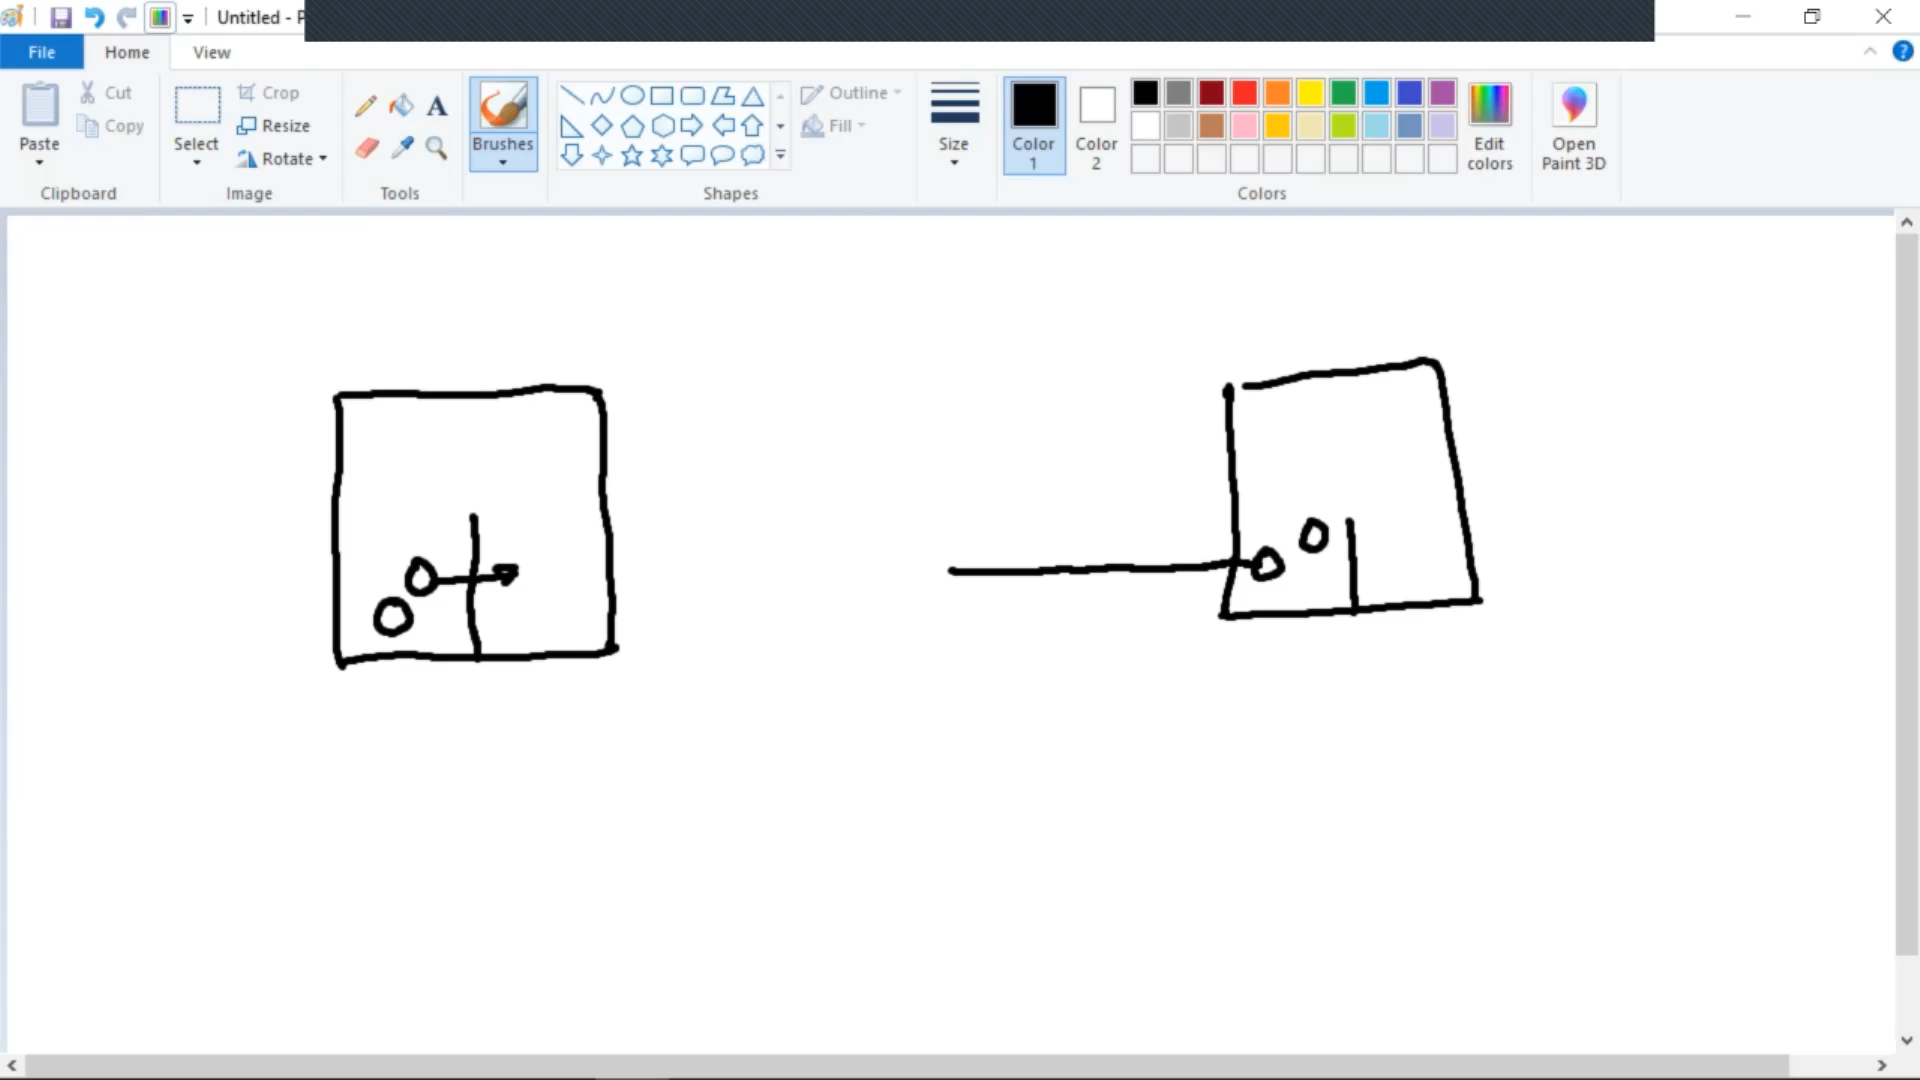 Untitled - P
File Home View
Paste
Cut
Copy
Clipboard
Select
Crop
Resize
Rotate
Image
A
Tools
Brushes
Outline
Fill
Shapes
Size
Color 1
Color 2
Edit colors
Colors
Open Paint 3D
?